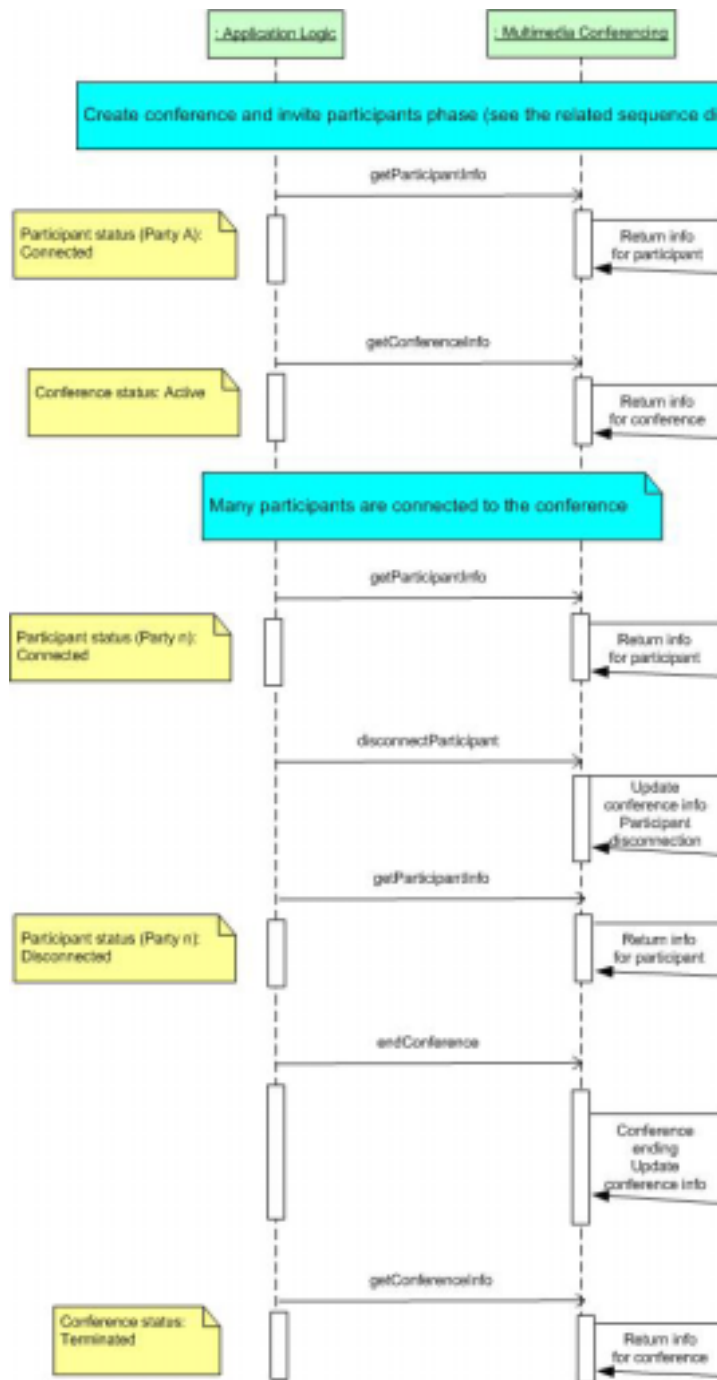 : Application Logic
: Multimedia Conferencing
Create conference and invite participants phase (see the related sequence di
getParticipantInfo
Participant status (Party A):
Connected
Return info
for participant
getConferenceInfo
Conference status: Active
Return info
for conference
Many participants are connected to the conference
getParticipantInfo
Participant status (Party n):
Connected
Return info
for participant
disconnectParticipant
Update
conference info
Participant
disconnection
getParticipantInfo
Participant status (Party n):
Disconnected
Return info
for participant
endConference
Conference
ending
Update
conference info
getConferenceInfo
Conference status:
Terminated
Return info
for conference